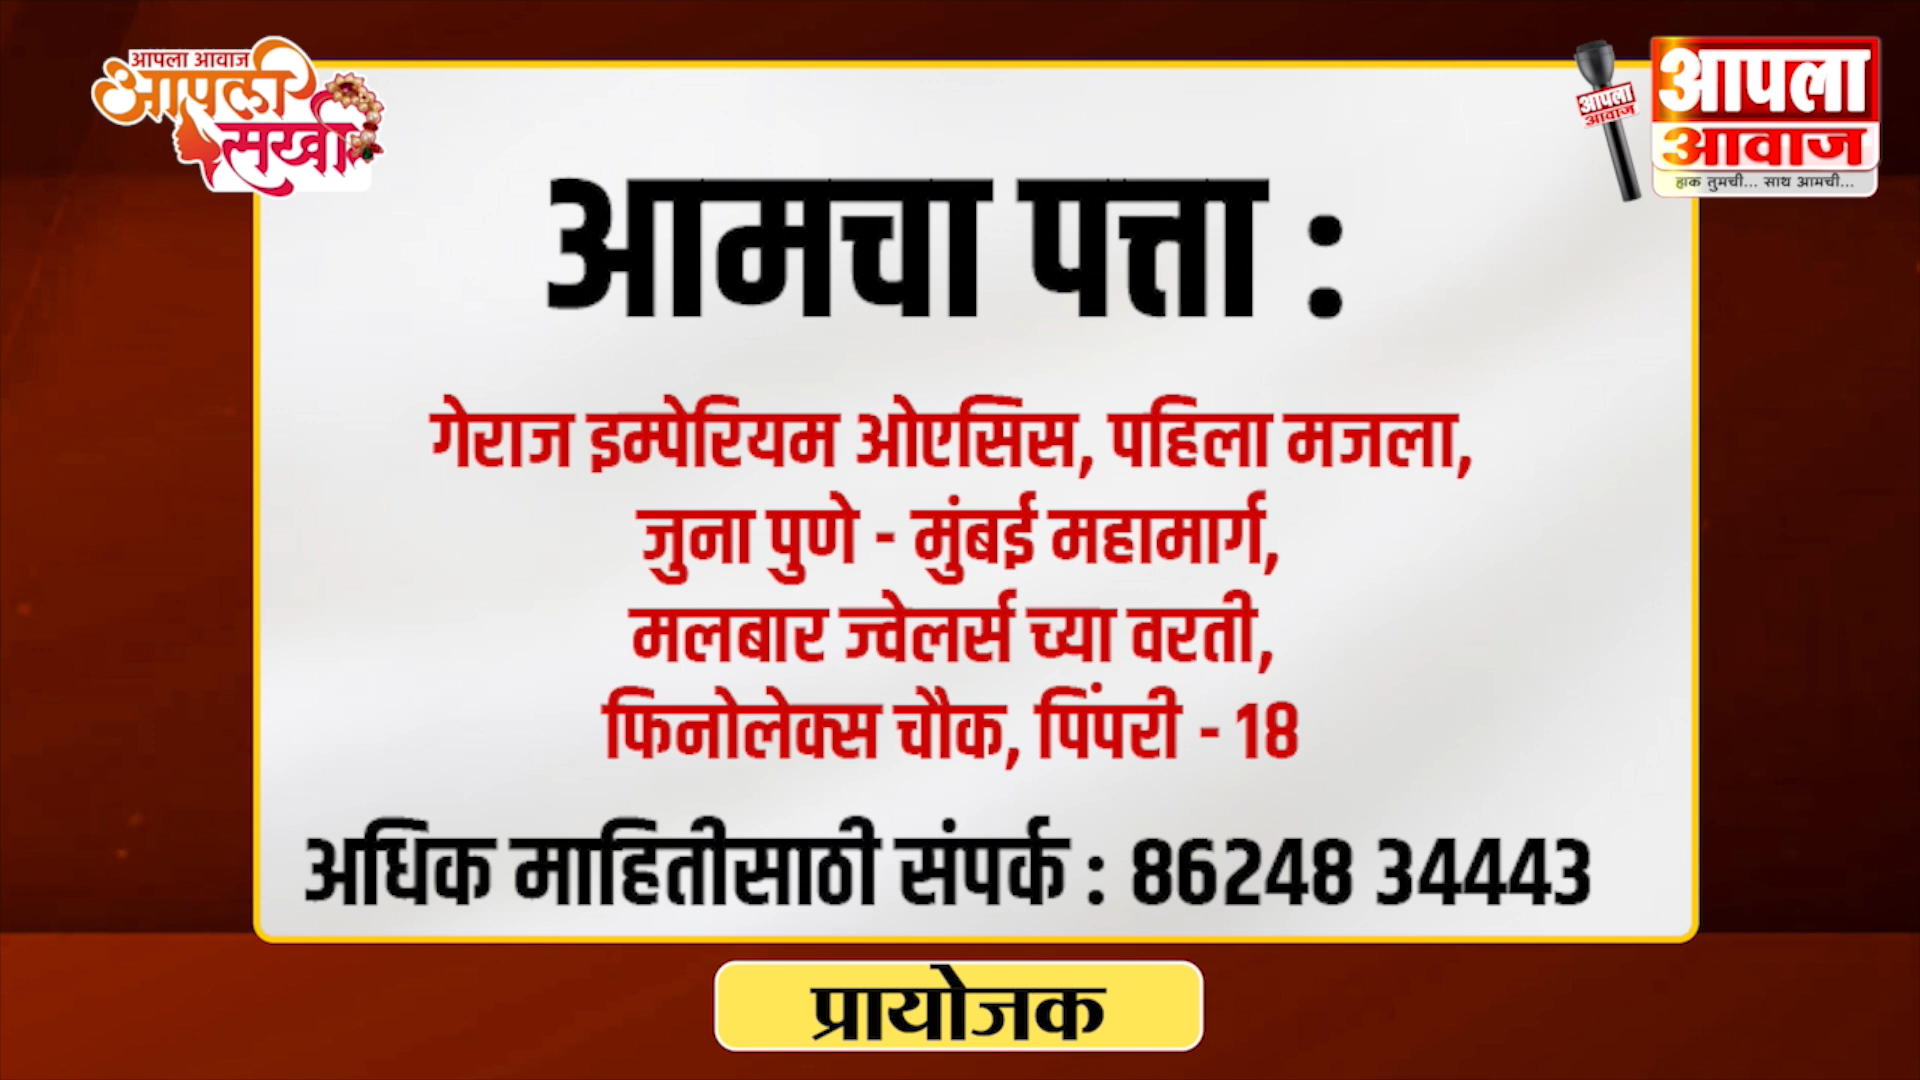 आपला आवाज
आपली
सखी
आपला
आवाज
आपला
आवाज
हाक तुमची... साथ आमची...
आमचा पत्ता :
गेराज इम्पेरियम ओएसिस, पहिला मजला,
जुना पुणे - मुंबई महामार्ग,
मलबार ज्वेलर्स च्या वरती,
फिनोलेक्स चौक, पिंपरी - 18
अधिक माहितीसाठी संपर्क : 86248 34443
प्रायोजक